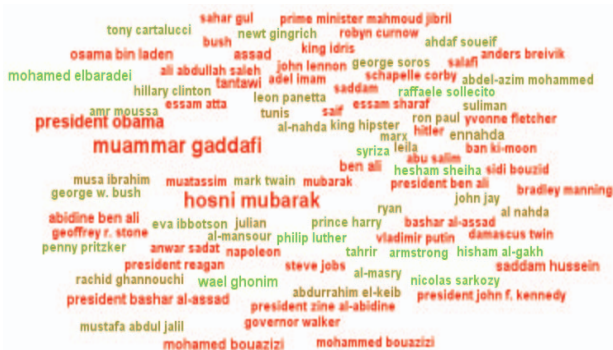 sahar gul prime minister mahmoud jibril
tony cartalucci newt gingrich robyn curnow
bush king idris ahdaf soueif
osama bin laden assad george soros salafi anders breivik
mohamed elbaradei ali abdullah saleh john lennon schapelle corby abdel-azim mohammed
tantawi adel imam
hillary clinton saddam raffaele sollecito
leon panetta
essam atta essam sharaf suliman
amr moussa tunis saif ron paul yvonne fletcher
president obama al-nahda king hipster hitler ennahda
marx
muammar gaddafi syriza leila ban ki-moon
abu salim
ben ali hesham sheiha sidi bouzid
musa ibrahim muatassim mark twain mubarak president ben ali
george w. bush bradley manning
hosni mubarak john jay
ryan al nahda
abidine ben ali eva ibbotson julian prince harry bashar al-assad
geoffrey r. stone al-mansour philip luther vladimir putin damascus twin
penny pritzker anwar sadat napoleon tahrir armstrong hisham al-gakh
president reagan steve jobs saddam hussein
al-masry
rachid ghannouchi wael ghonim nicolas sarkozy
abdurrahim el-keib
president bashar al-assad president john f. kennedy
president zine al-abidine
mustafa abdul jalil governor walker
mohamed bouazizi mohammed bouazizi